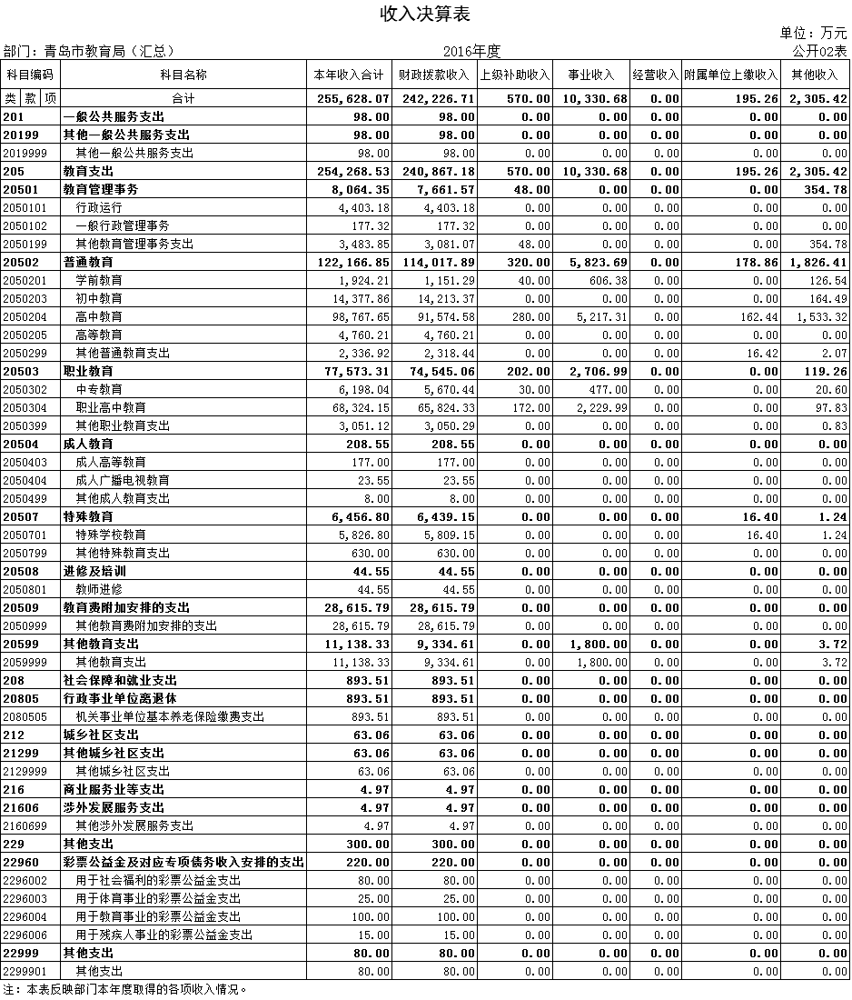 收入决算表
单位：万元
部门：青岛市教育局（汇总） 2016年度 公开02表
科目编码 科目名称 本年收入合计 财政拨款收入 上级补助收入 事业收入 经营收入 附属单位上缴收入 其他收入
类 款 项 合计 255,628.07 242,226.71 570.00 10,330.68 0.00 195.26 2,305.42
201 一般公共服务支出 98.00 98.00 0.00 0.00 0.00 0.00 0.00
20199 其他一般公共服务支出 98.00 98.00 0.00 0.00 0.00 0.00 0.00
2019999 其他一般公共服务支出 98.00 98.00 0.00 0.00 0.00 0.00 0.00
205 教育支出 254,268.53 240,867.18 570.00 10,330.68 0.00 195.26 2,305.42
20501 教育管理事务 8,064.35 7,661.57 48.00 0.00 0.00 0.00 354.78
2050101 行政运行 4,403.18 4,403.18 0.00 0.00 0.00 0.00 0.00
2050102 一般行政管理事务 177.32 177.32 0.00 0.00 0.00 0.00 0.00
2050199 其他教育管理事务支出 3,483.85 3,081.07 48.00 0.00 0.00 0.00 354.78
20502 普通教育 122,166.85 114,017.89 320.00 5,823.69 0.00 178.86 1,826.41
2050201 学前教育 1,924.21 1,151.29 40.00 606.38 0.00 0.00 126.54
2050203 初中教育 14,377.86 14,213.37 0.00 0.00 0.00 0.00 164.49
2050204 高中教育 98,767.65 91,574.58 280.00 5,217.31 0.00 162.44 1,533.32
2050205 高等教育 4,760.21 4,760.21 0.00 0.00 0.00 0.00 0.00
2050299 其他普通教育支出 2,336.92 2,318.44 0.00 0.00 0.00 16.42 2.07
20503 职业教育 77,573.31 74,545.06 202.00 2,706.99 0.00 0.00 119.26
2050302 中专教育 6,198.04 5,670.44 30.00 477.00 0.00 0.00 20.60
2050304 职业高中教育 68,324.15 65,824.33 172.00 2,229.99 0.00 0.00 97.83
2050399 其他职业教育支出 3,051.12 3,050.29 0.00 0.00 0.00 0.00 0.83
20504 成人教育 208.55 208.55 0.00 0.00 0.00 0.00 0.00
2050403 成人高等教育 177.00 177.00 0.00 0.00 0.00 0.00 0.00
2050404 成人广播电视教育 23.55 23.55 0.00 0.00 0.00 0.00 0.00
2050499 其他成人教育支出 8.00 8.00 0.00 0.00 0.00 0.00 0.00
20507 特殊教育 6,456.80 6,439.15 0.00 0.00 0.00 16.40 1.24
2050701 特殊学校教育 5,826.80 5,809.15 0.00 0.00 0.00 16.40 1.24
2050799 其他特殊教育支出 630.00 630.00 0.00 0.00 0.00 0.00 0.00
20508 进修及培训 44.55 44.55 0.00 0.00 0.00 0.00 0.00
2050801 教师进修 44.55 44.55 0.00 0.00 0.00 0.00 0.00
20509 教育费附加安排的支出 28,615.79 28,615.79 0.00 0.00 0.00 0.00 0.00
2050999 其他教育费附加安排的支出 28,615.79 28,615.79 0.00 0.00 0.00 0.00 0.00
20599 其他教育支出 11,138.33 9,334.61 0.00 1,800.00 0.00 0.00 3.72
2059999 其他教育支出 11,138.33 9,334.61 0.00 1,800.00 0.00 0.00 3.72
208 社会保障和就业支出 893.51 893.51 0.00 0.00 0.00 0.00 0.00
20805 行政事业单位离退休 893.51 893.51 0.00 0.00 0.00 0.00 0.00
2080505 机关事业单位基本养老保险缴费支出 893.51 893.51 0.00 0.00 0.00 0.00 0.00
212 城乡社区支出 63.06 63.06 0.00 0.00 0.00 0.00 0.00
21299 其他城乡社区支出 63.06 63.06 0.00 0.00 0.00 0.00 0.00
2129999 其他城乡社区支出 63.06 63.06 0.00 0.00 0.00 0.00 0.00
216 商业服务业等支出 4.97 4.97 0.00 0.00 0.00 0.00 0.00
21606 涉外发展服务支出 4.97 4.97 0.00 0.00 0.00 0.00 0.00
2160699 其他涉外发展服务支出 4.97 4.97 0.00 0.00 0.00 0.00 0.00
229 其他支出 300.00 300.00 0.00 0.00 0.00 0.00 0.00
22960 彩票公益金及对应专项债务收入安排的支出 220.00 220.00 0.00 0.00 0.00 0.00 0.00
2296002 用于社会福利的彩票公益金支出 80.00 80.00 0.00 0.00 0.00 0.00 0.00
2296003 用于体育事业的彩票公益金支出 25.00 25.00 0.00 0.00 0.00 0.00 0.00
2296004 用于教育事业的彩票公益金支出 100.00 100.00 0.00 0.00 0.00 0.00 0.00
2296006 用于残疾人事业的彩票公益金支出 15.00 15.00 0.00 0.00 0.00 0.00 0.00
22999 其他支出 80.00 80.00 0.00 0.00 0.00 0.00 0.00
2299901 其他支出 80.00 80.00 0.00 0.00 0.00 0.00 0.00
注：本表反映部门本年度取得的各项收入情况。